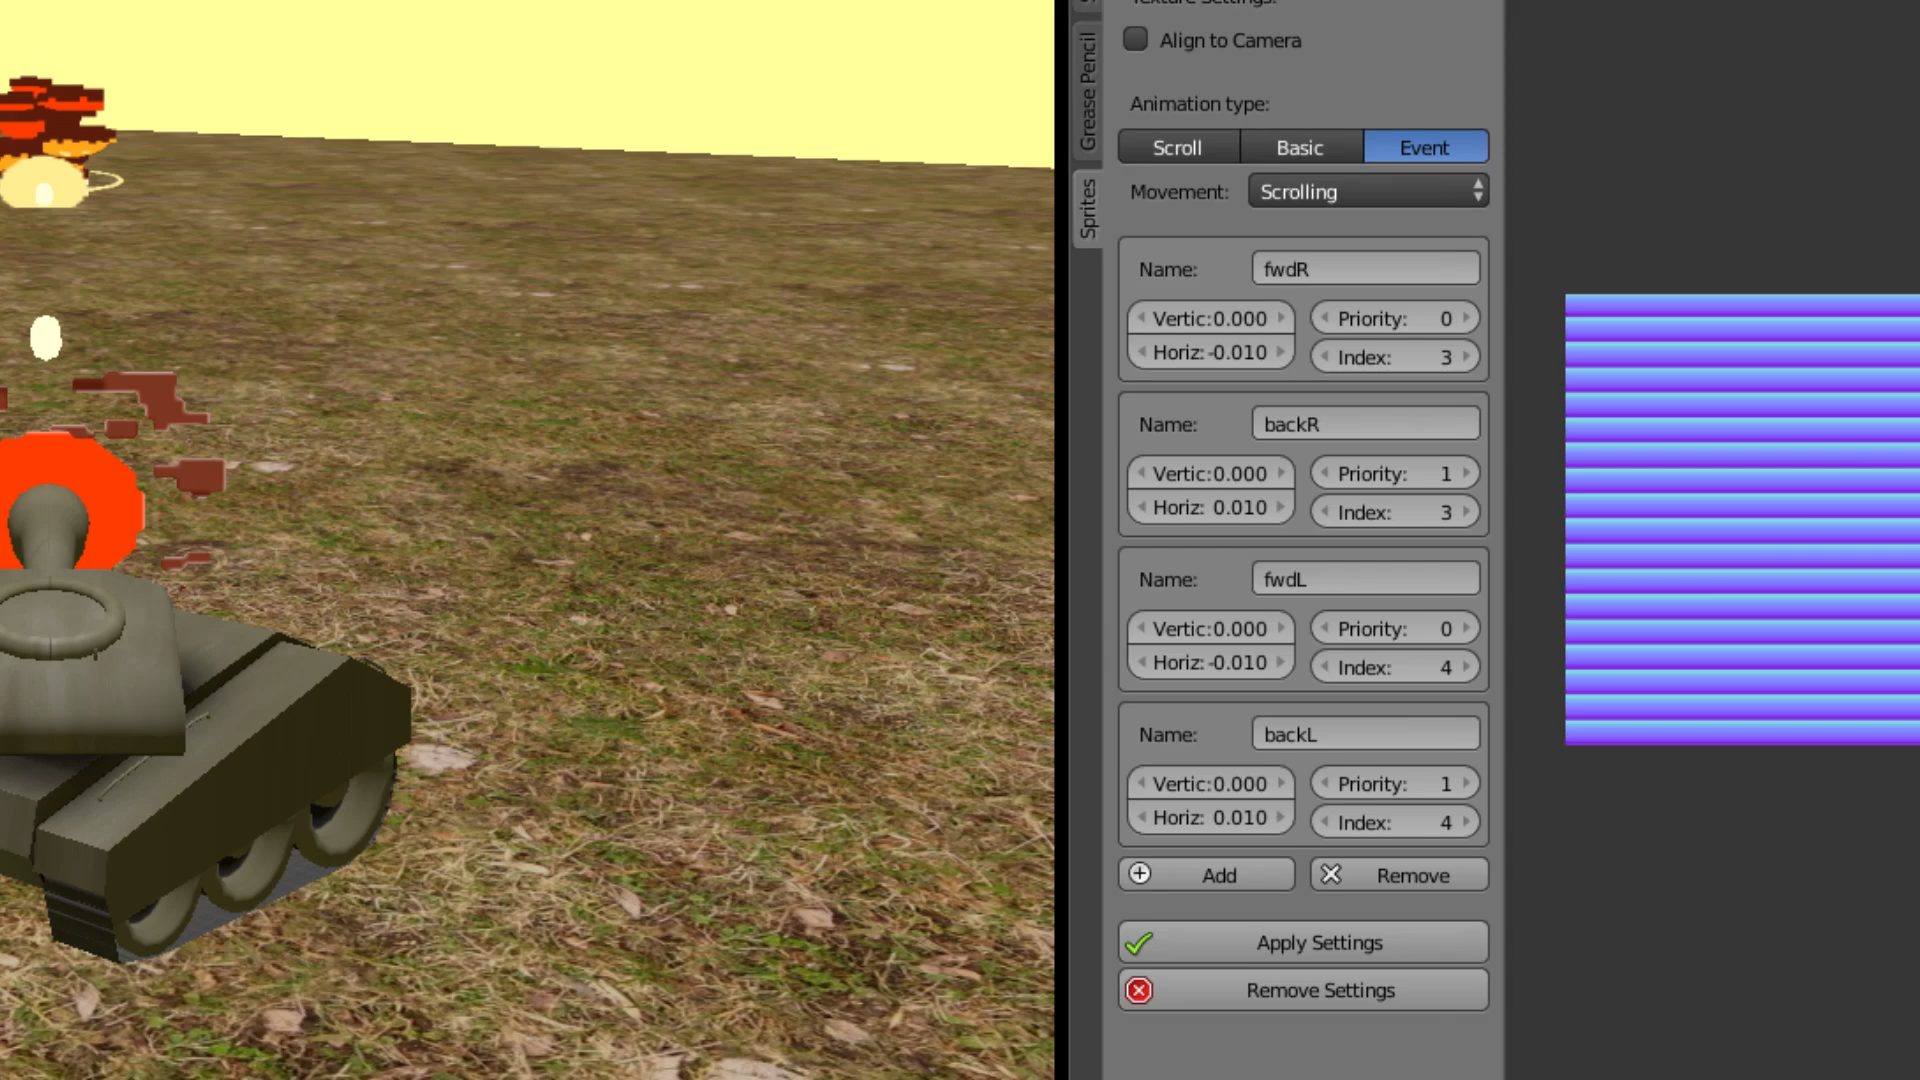 Texture Settings:
Grease Pencil
Sprites
Align to Camera
Animation type:
Scroll
Basic
Event
Movement:
Scrolling
Name:
fwdR
Vertic:0.000
Priority: 0
Horiz: -0.010
Index: 3
Name:
backR
Vertic:0.000
Priority: 1
Horiz: 0.010
Index: 3
Name:
fwdL
Vertic:0.000
Priority: 0
Horiz: -0.010
Index: 4
Name:
backL
Vertic:0.000
Priority: 1
Horiz: 0.010
Index: 4
Add
Remove
Apply Settings
Remove Settings